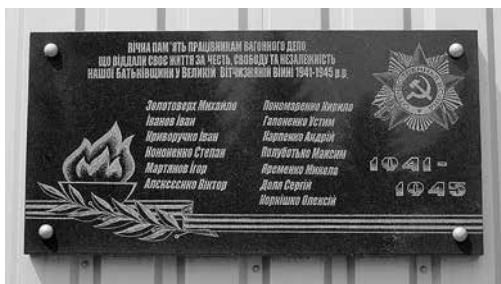 ВІЧНА ПАМ'ЯТЬ ПРАЦІВНИКАМ ВАГОННОГО ДЕПО,
ЩО ВІДДАЛИ СВОЄ ЖИТТЯ ЗА ЧЕСТЬ, СВОБОДУ ТА НЕЗАЛЕЖНІСТЬ
НАШОЇ БАТЬКІВЩИНИ У ВЕЛИКІЙ ВІТЧИЗНЯНІЙ ВІЙНІ 1941-1945 р.р.
Золотоверх Михайло
Іванов Іван
Криворучко Іван
Кононенко Степан
Мартинов Ігор
Алєксєєнко Віктор
Пономаренко Кирило
Гапоненко Устим
Карпенко Андрій
Полуботько Максим
Яременко Микола
Доля Сергій
Коркішко Олексій
1941-
1945